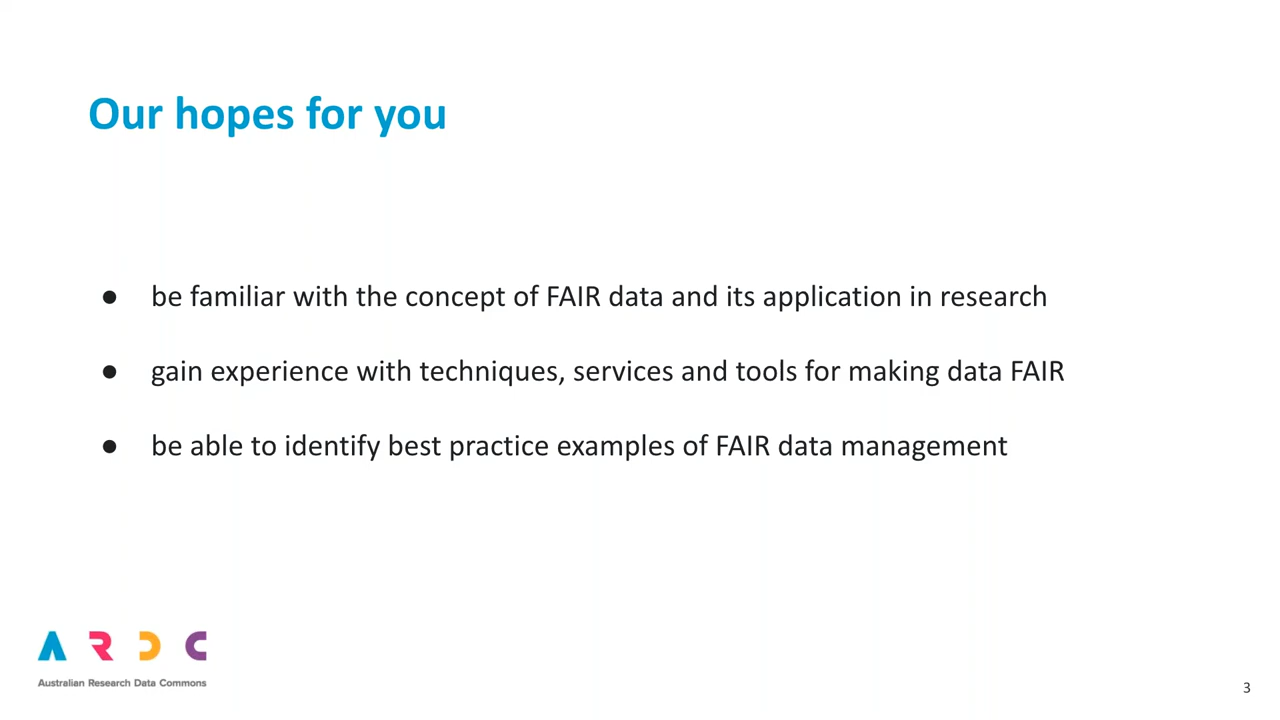 Our hopes for you
● be familiar with the concept of FAIR data and its application in research
● gain experience with techniques, services and tools for making data FAIR
● be able to identify best practice examples of FAIR data management
ARDC
Australian Research Data Commons
3